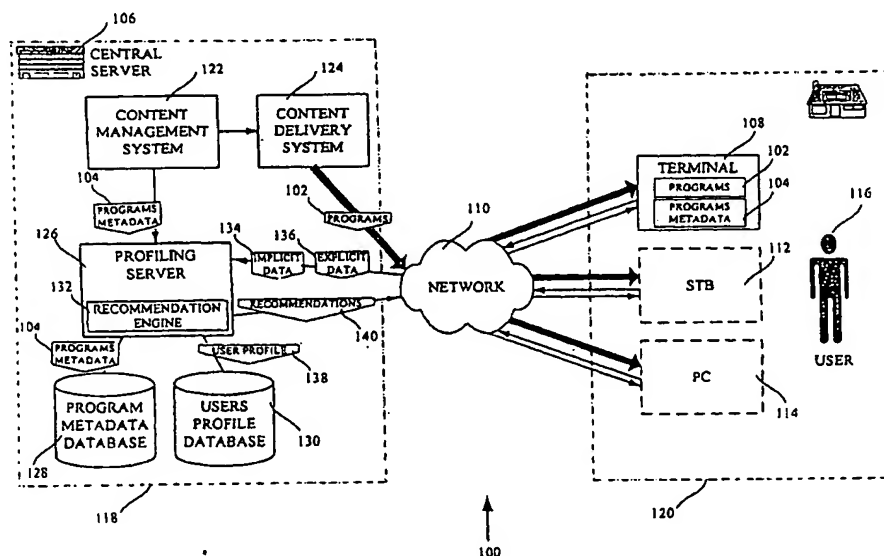 106
CENTRAL
SERVER
122
124
CONTENT
MANAGEMENT
SYSTEM
CONTENT
DELIVERY
SYSTEM
104
PROGRAMS
METADATA
102
PROGRAMS
126
134
136
PROFILING
SERVER
IMPLICIT
DATA
EXPLICIT
DATA
132
RECOMMENDATION
ENGINE
RECOMMENDATIONS
140
104
PROGRAMS
METADATA
USER PROFILE
138
PROGRAM
METADATA
DATABASE
128
USERS
PROFILE
DATABASE
130
118
110
NETWORK
100
108
TERMINAL
102
PROGRAMS
104
PROGRAMS
METADATA
116
112
STB
USER
PC
114
120